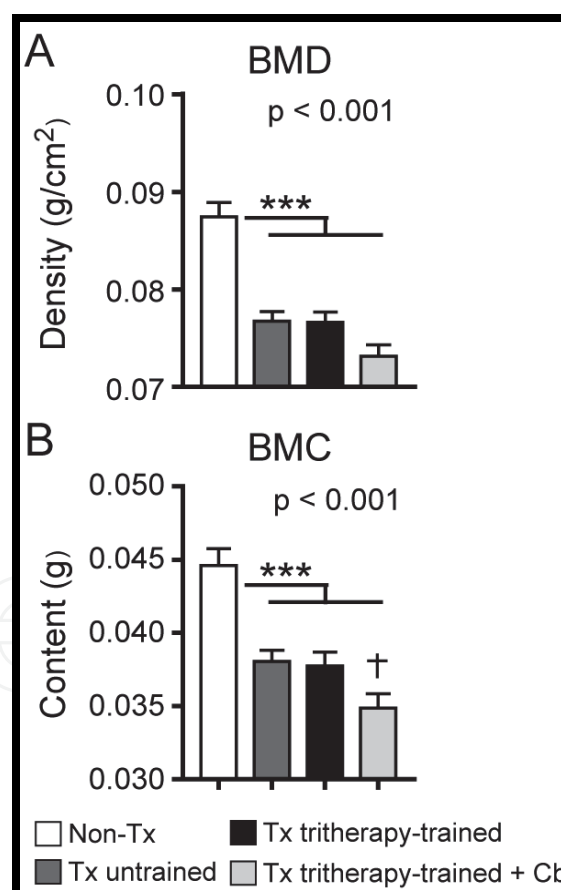 A
BMD
p < 0.001
0.10
0.09
0.08
0.07
Density (g/cm²)
***
B
BMC
p < 0.001
0.050
0.045
0.040
0.035
0.030
Content (g)
***
†
Non-Tx
Tx tritherapy-trained
Tx untrained
Tx tritherapy-trained + Cb